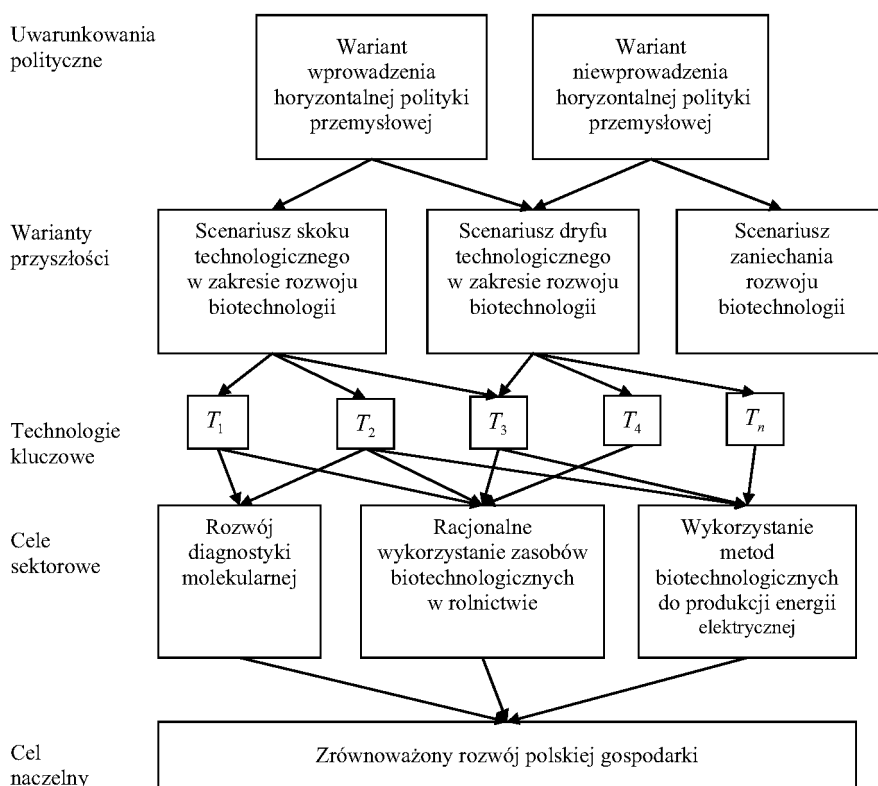 Uwarunkowania
polityczne
Wariant
wprowadzenia
horyzontalnej polityki
przemysłowej
Wariant
niewprowadzenia
horyzontalnej polityki
przemysłowej
Warianty
przyszłości
Scenariusz skoku
technologicznego
w zakresie rozwoju
biotechnologii
Scenariusz dryfu
technologicznego
w zakresie rozwoju
biotechnologii
Scenariusz
zaniechania
rozwoju
biotechnologii
Technologie
kluczowe
T₁
T₂
T₃
T₄
Tₙ
Cele
sektorowe
Rozwój
diagnostyki
molekularnej
Racjonalne
wykorzystanie zasobów
biotechnologicznych
w rolnictwie
Wykorzystanie
metod
biotechnologicznych
do produkcji energii
elektrycznej
Cel
naczelny
Zrównoważony rozwój polskiej gospodarki